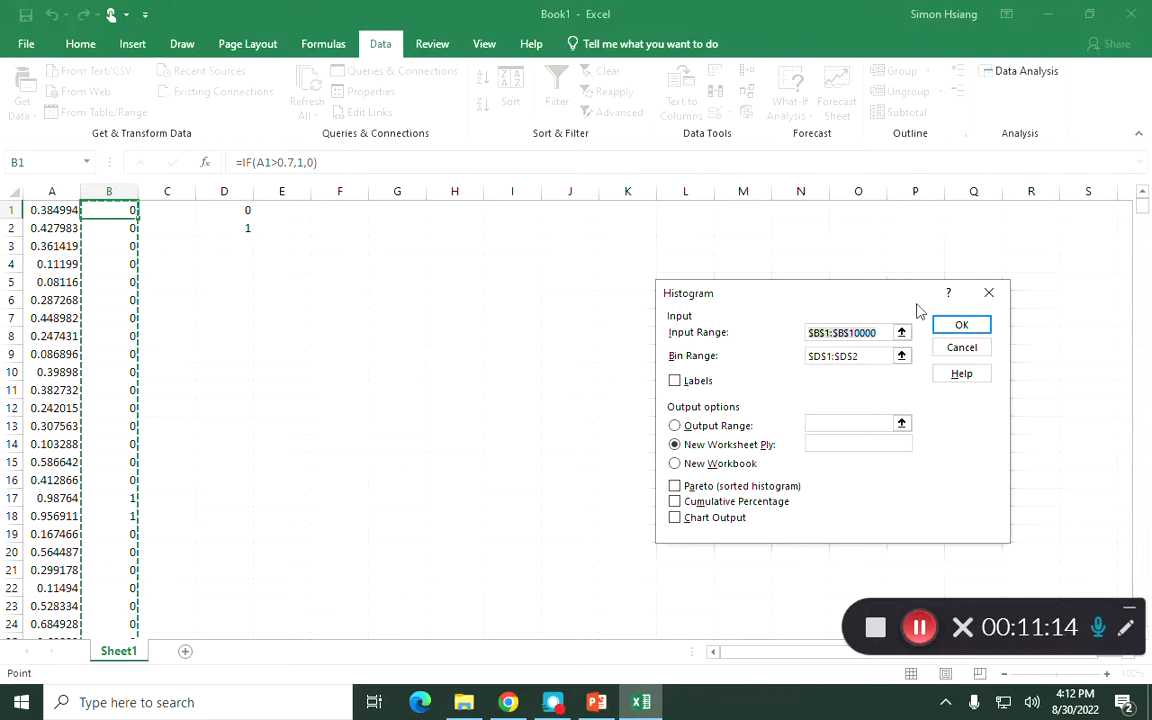 Book1 - Excel
Simon Hsiang
File Home Insert Draw Page Layout Formulas Data Review View Help Tell me what you want to do Share
From Text/CSV
From Web
From Table/Range
Recent Sources
Existing Connections
Get Data
Get & Transform Data
Refresh All
Queries & Connections
Properties
Edit Links
Queries & Connections
Sort
Filter
Clear
Reapply
Advanced
Sort & Filter
Text to Columns
Data Tools
What-If Analysis
Forecast Sheet
Forecast
Group
Ungroup
Subtotal
Outline
Data Analysis
Analysis
B1 fx =IF(A1>0.7,1,0)
A B C D E F G H I J K L M N O P Q R S
1 0.384994 0 0
2 0.427983 0 1
3 0.361419 0
4 0.11199 0
5 0.08116 0
6 0.287268 0
7 0.448982 0
8 0.247431 0
9 0.086896 0
10 0.39898 0
11 0.382732 0
12 0.242015 0
13 0.307563 0
14 0.103288 0
15 0.586642 0
16 0.412866 0
17 0.98764 1
18 0.956911 1
19 0.167466 0
20 0.564487 0
21 0.299178 0
22 0.11494 0
23 0.528334 0
24 0.684928 0
Histogram ?
Input
Input Range: $B$1:$B$10000
Bin Range: $D$1:$D$2
Labels
Output options
Output Range:
New Worksheet Ply:
New Workbook
Pareto (sorted histogram)
Cumulative Percentage
Chart Output
OK
Cancel
Help
00:11:14
Sheet1
Point
100%
Type here to search
4:12 PM
8/30/2022
2